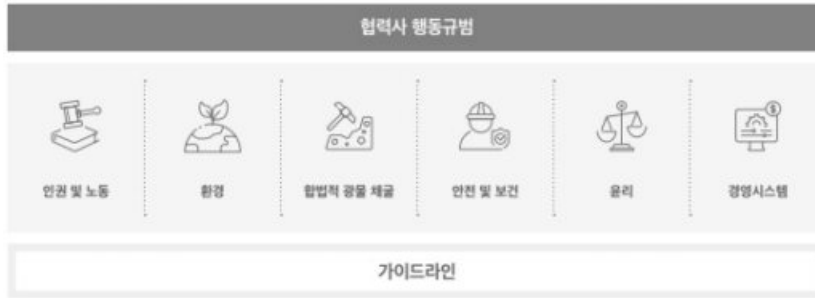 협력사 행동규범
인권 및 노동
환경
합법적 광물 채굴
안전 및 보건
윤리
경영시스템
가이드라인